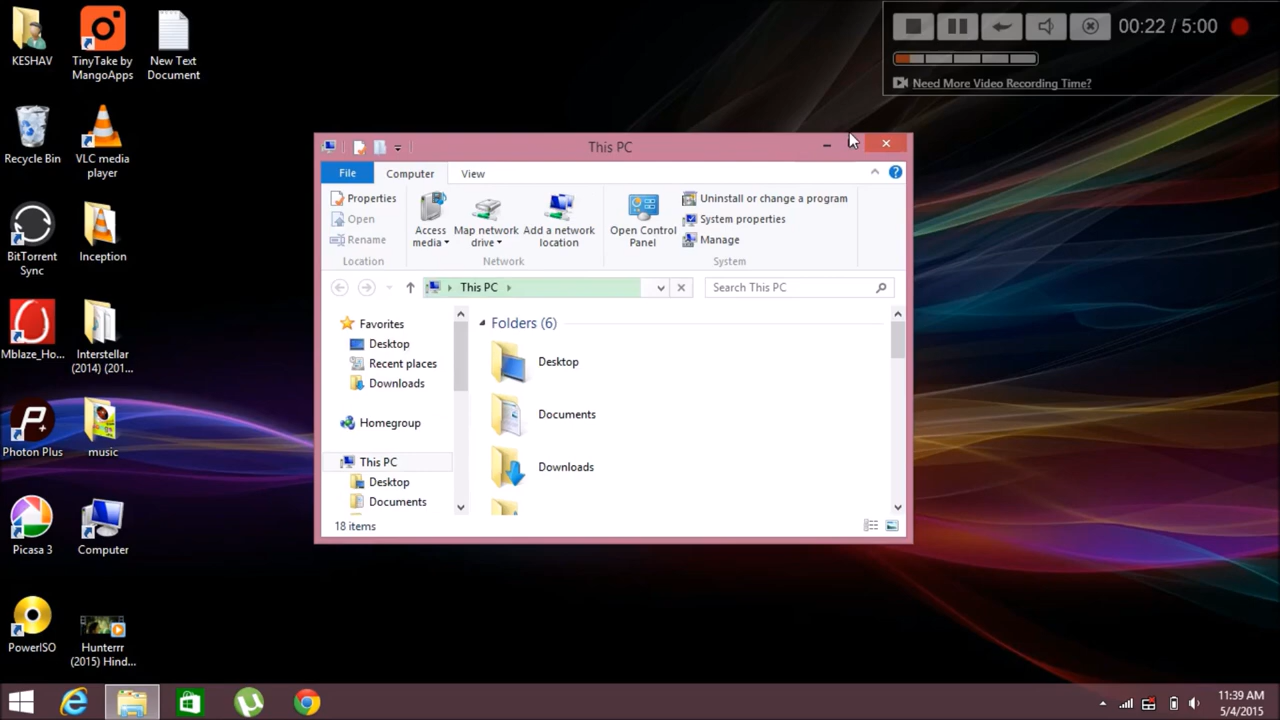 KESHAV
TinyTake by
MangoApps
New Text
Document
Recycle Bin
VLC media
player
BitTorrent
Sync
Inception
Mblaze_Ho...
Interstellar
(2014) (201...
Photon Plus
music
Picasa 3
Computer
PowerISO
Hunterrr
(2015) Hind...
00:22 / 5:00
Need More Video Recording Time?
This PC
File
Computer
View
Properties
Open
Rename
Location
Access
media
Map network
drive
Add a network
location
Network
Open Control
Panel
Uninstall or change a program
System properties
Manage
System
This PC
Search This PC
Favorites
Desktop
Recent places
Downloads
Homegroup
This PC
Desktop
Documents
Folders (6)
Desktop
Documents
Downloads
18 items
11:39 AM
5/4/2015